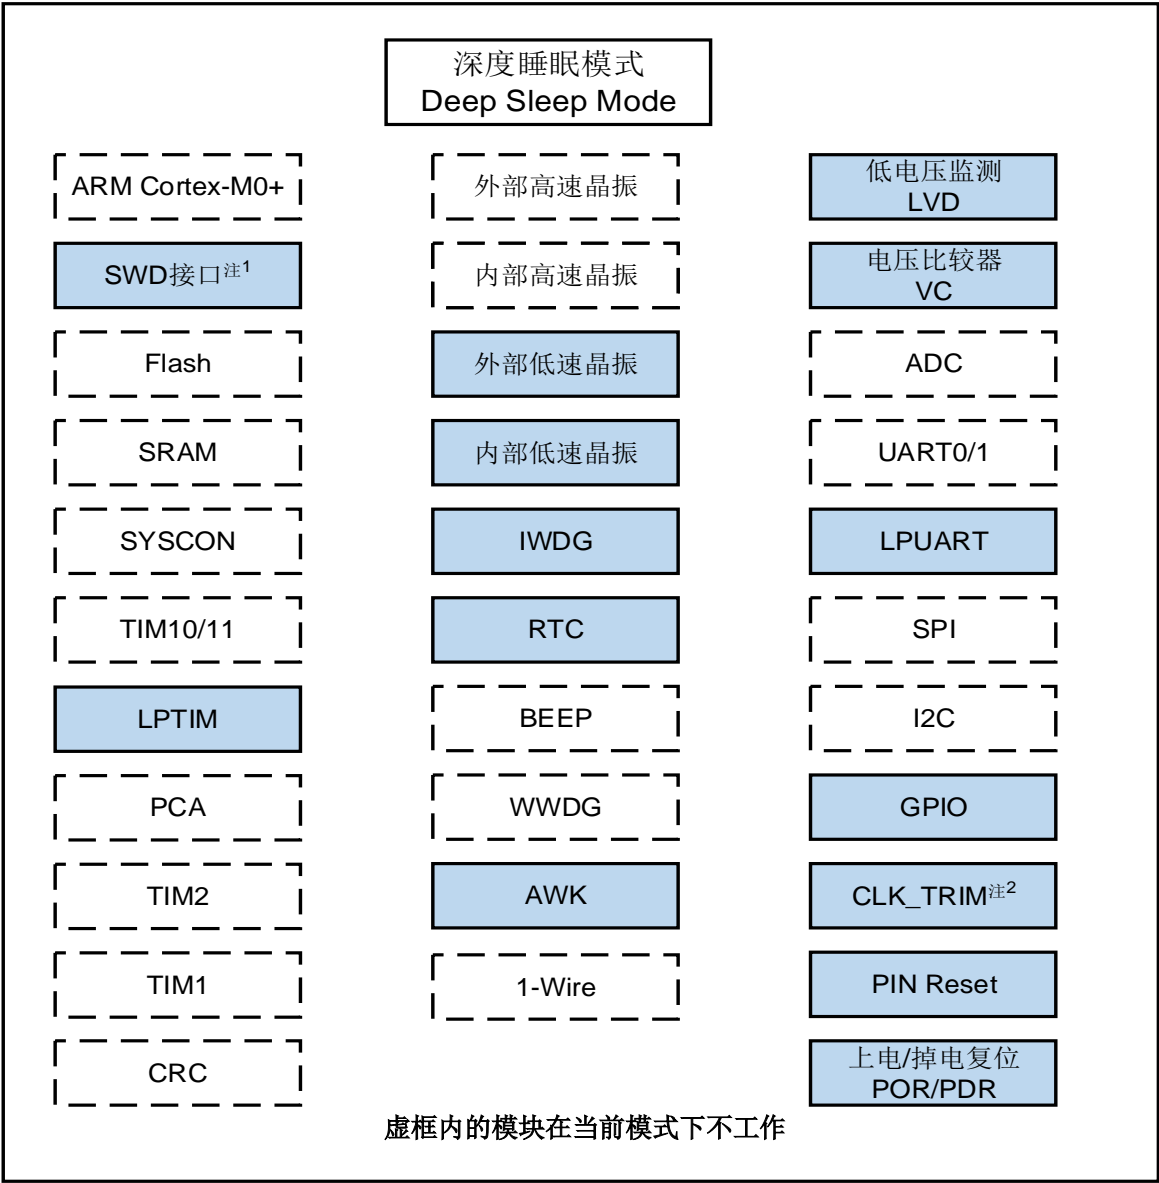 深度睡眠模式
Deep Sleep Mode
ARM Cortex-M0+
SWD接口注1
Flash
SRAM
SYSCON
TIM10/11
LPTIM
PCA
TIM2
TIM1
CRC
外部高速晶振
内部高速晶振
外部低速晶振
内部低速晶振
IWDG
RTC
BEEP
WWDG
AWK
1-Wire
低电压监测
LVD
电压比较器
VC
ADC
UART0/1
LPUART
SPI
I2C
GPIO
CLK_TRIM注2
PIN Reset
上电/掉电复位
POR/PDR
虚框内的模块在当前模式下不工作